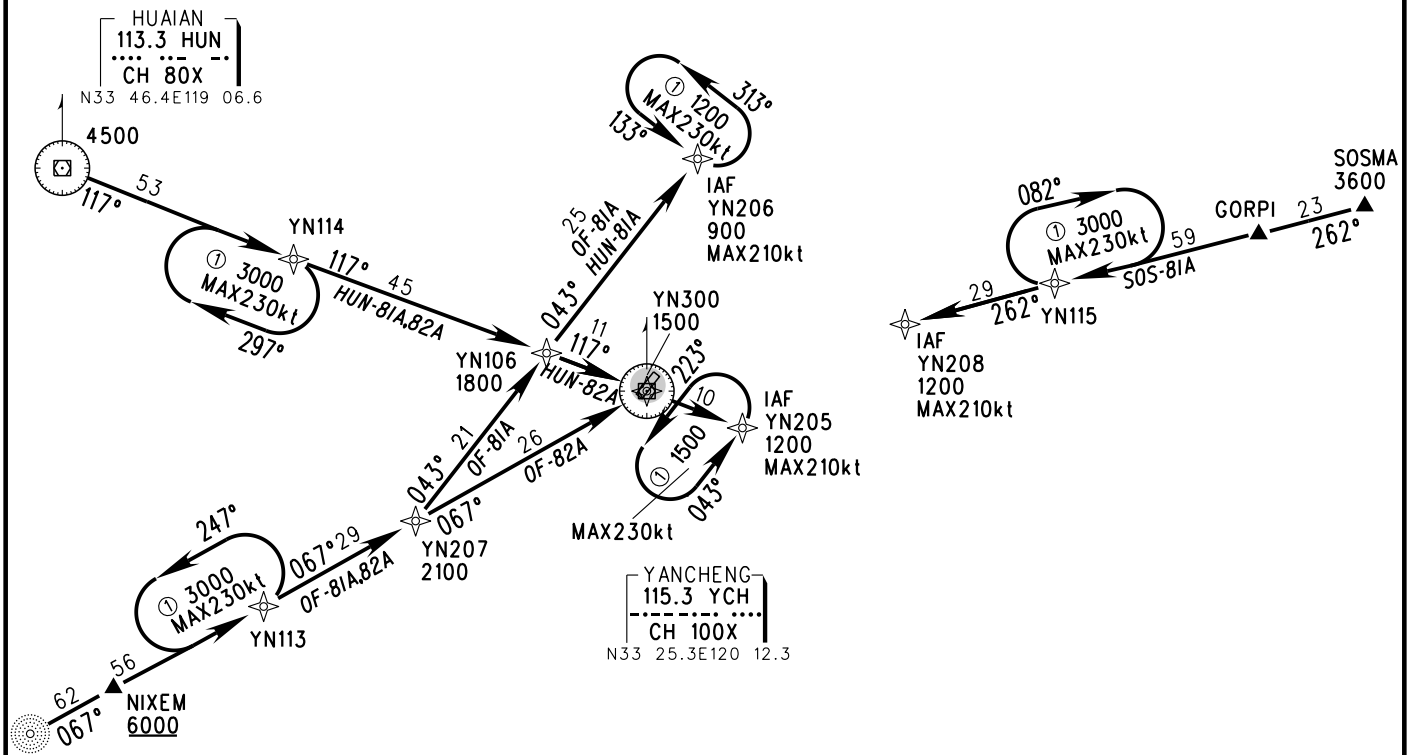 HUAIAN
113.3 HUN
CH 80X
N33 46.4E119 06.6
4500
53
117°
YN114
① 3000
MAX230kt
297°
117°
45
HUN-81A,82A
① 1200
MAX230kt
313°
133°
IAF
YN206
900
MAX210kt
25
OF-81A
HUN-81A
043°
YN106
1800
11
117°
HUN-82A
YN300
1500
223°
10
① 1500
043°
MAX230kt
IAF
YN205
1200
MAX210kt
21
OF-81A
043°
26
OF-82A
067°
YN207
2100
247°
① 3000
MAX230kt
067° 29
OF-81A,82A
YN113
56
NIXEM
6000
62
067°
YANCHENG
115.3 YCH
CH 100X
N33 25.3E120 12.3
SOSMA
3600
23
262°
GORPI
082°
① 3000
MAX230kt
59
SOS-81A
YN115
29
262°
IAF
YN208
1200
MAX210kt